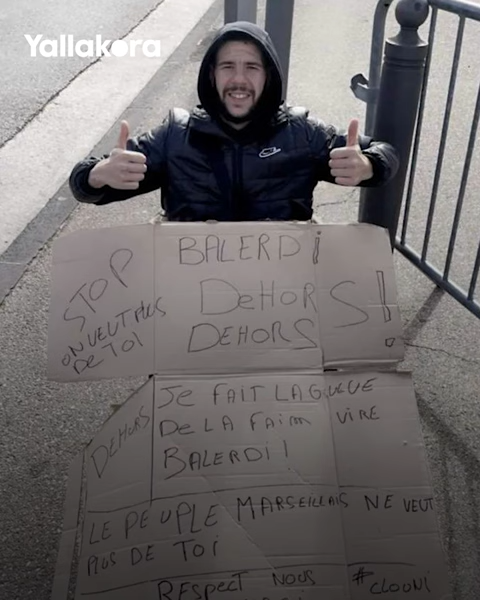 Yallakora
STOP
ON VEUT PLUS
DE TOI
BALERDI
DEHORS!
DEHORS
DEHORS
JE FAIT LA GUEUE
DE LA FAIM VIRE
BALERDI!
LE PEUPLE MARSEILLAIS NE VEUT
PLUS DE TOI
RESPECT NOUS
# CLOUNI